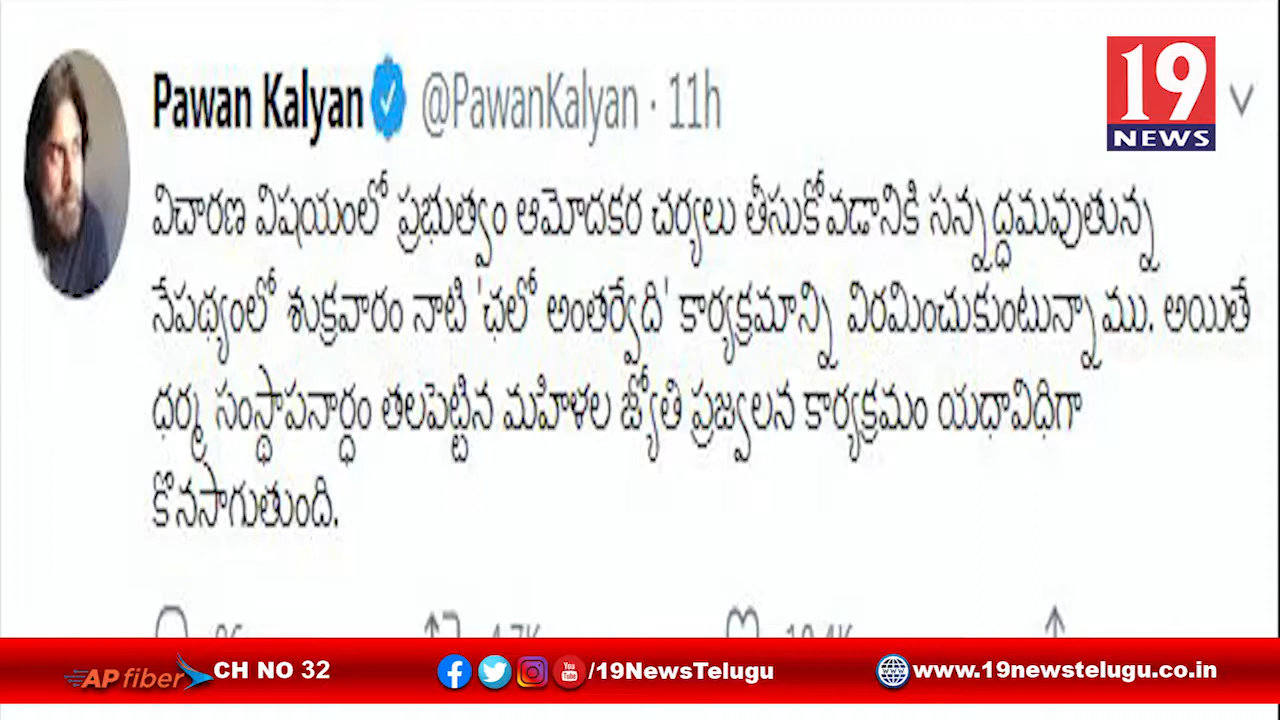 Pawan Kalyan @PawanKalyan · 11h
19
NEWS
విచారణ విషయంలో ప్రభుత్వం ఆమోదకర చర్యలు తీసుకోవడానికి సన్నద్ధమవుతున్న
నేపథ్యంలో శుక్రవారం నాటి 'ఛలో అంతర్వేది' కార్యక్రమాన్ని విరమించుకుంటున్నాము. అయితే
ధర్మ సంస్థాపనార్ధం తలపెట్టిన మహిళల జ్యోతి ప్రజ్వలన కార్యక్రమం యధావిధిగా
కొనసాగుతుంది.
AP fiber CH NO 32 You Tube /19NewsTelugu www.19newstelugu.co.in